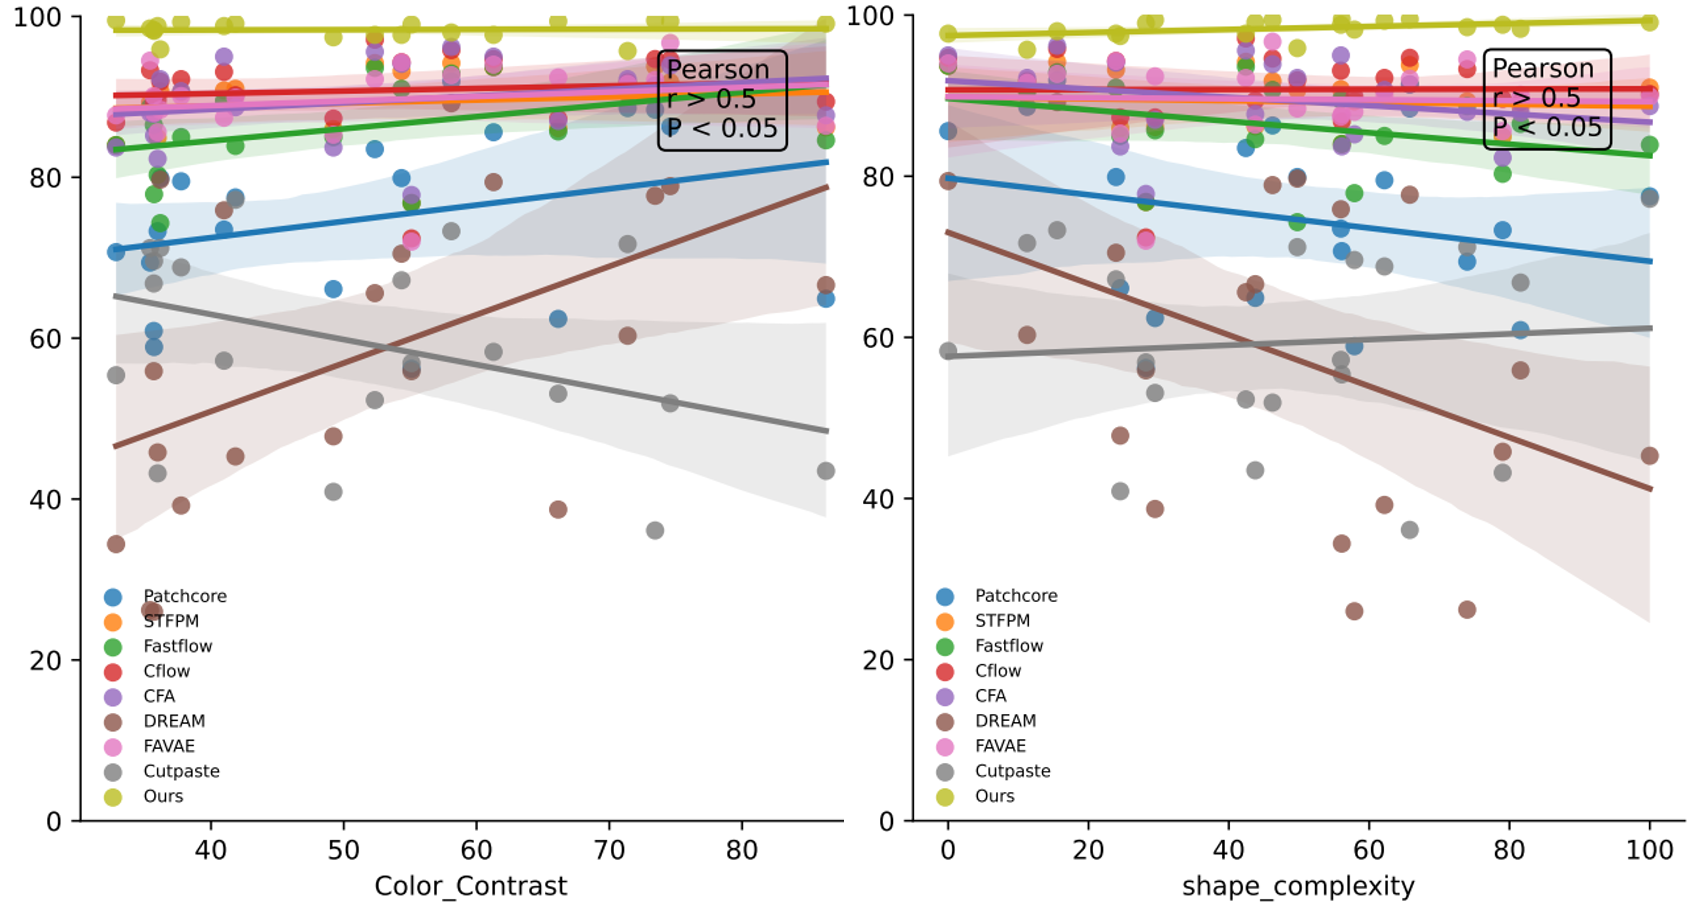 100
80
60
40
20
0
Pearson
r > 0.5
P < 0.05
Patchcore
STFPM
Fastflow
Cflow
CFA
DREAM
FAVAE
Cutpaste
Ours
40 50 60 70 80
Color_Contrast
100
80
60
40
20
0
Pearson
r > 0.5
P < 0.05
Patchcore
STFPM
Fastflow
Cflow
CFA
DREAM
FAVAE
Cutpaste
Ours
0 20 40 60 80 100
shape_complexity